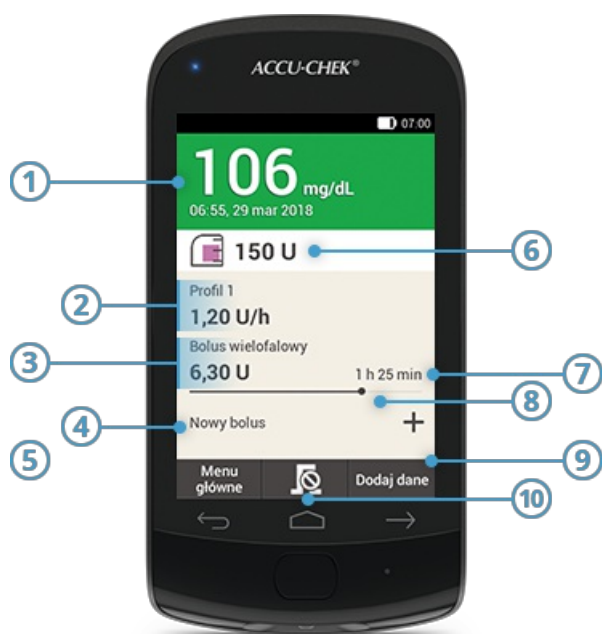 ACCU-CHEK®
07:00
106 mg/dL
06:55, 29 mar 2018
1
150 U
6
Profil 1
2
1,20 U/h
Bolus wielofalowy
3
6,30 U
1 h 25 min
7
8
Nowy bolus
4
5
9
Menu
główne
Dodaj dane
10